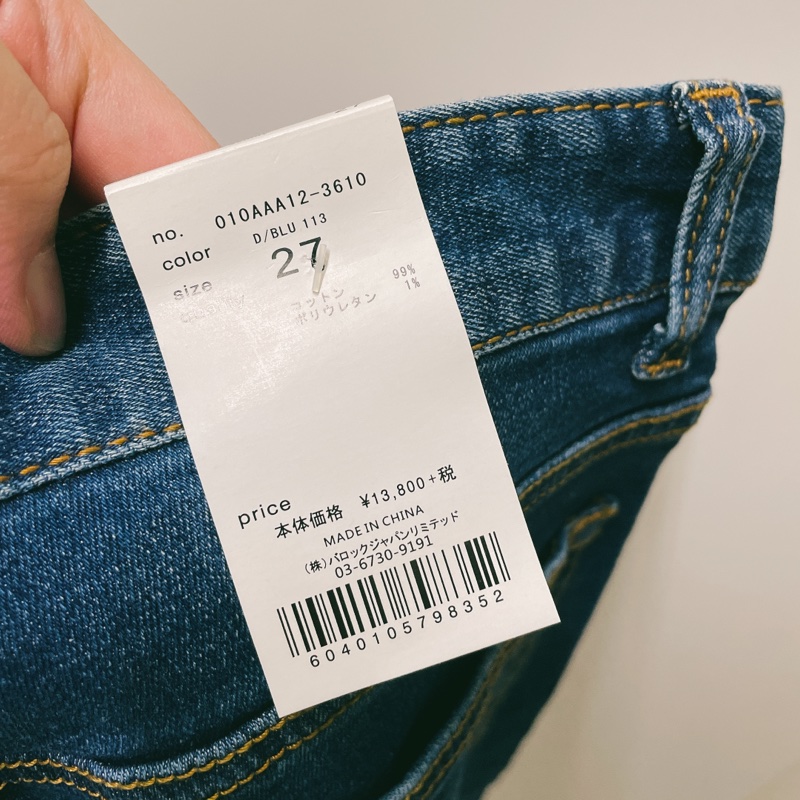 no. 010AAA12-3610
color D/BLU 113
size 27
コットン 99%
ポリウレタン 1%
price
本体価格 ¥13,800+税
MADE IN CHINA
(株)バロックジャパンリミテッド
03-6730-9191
6040105798352